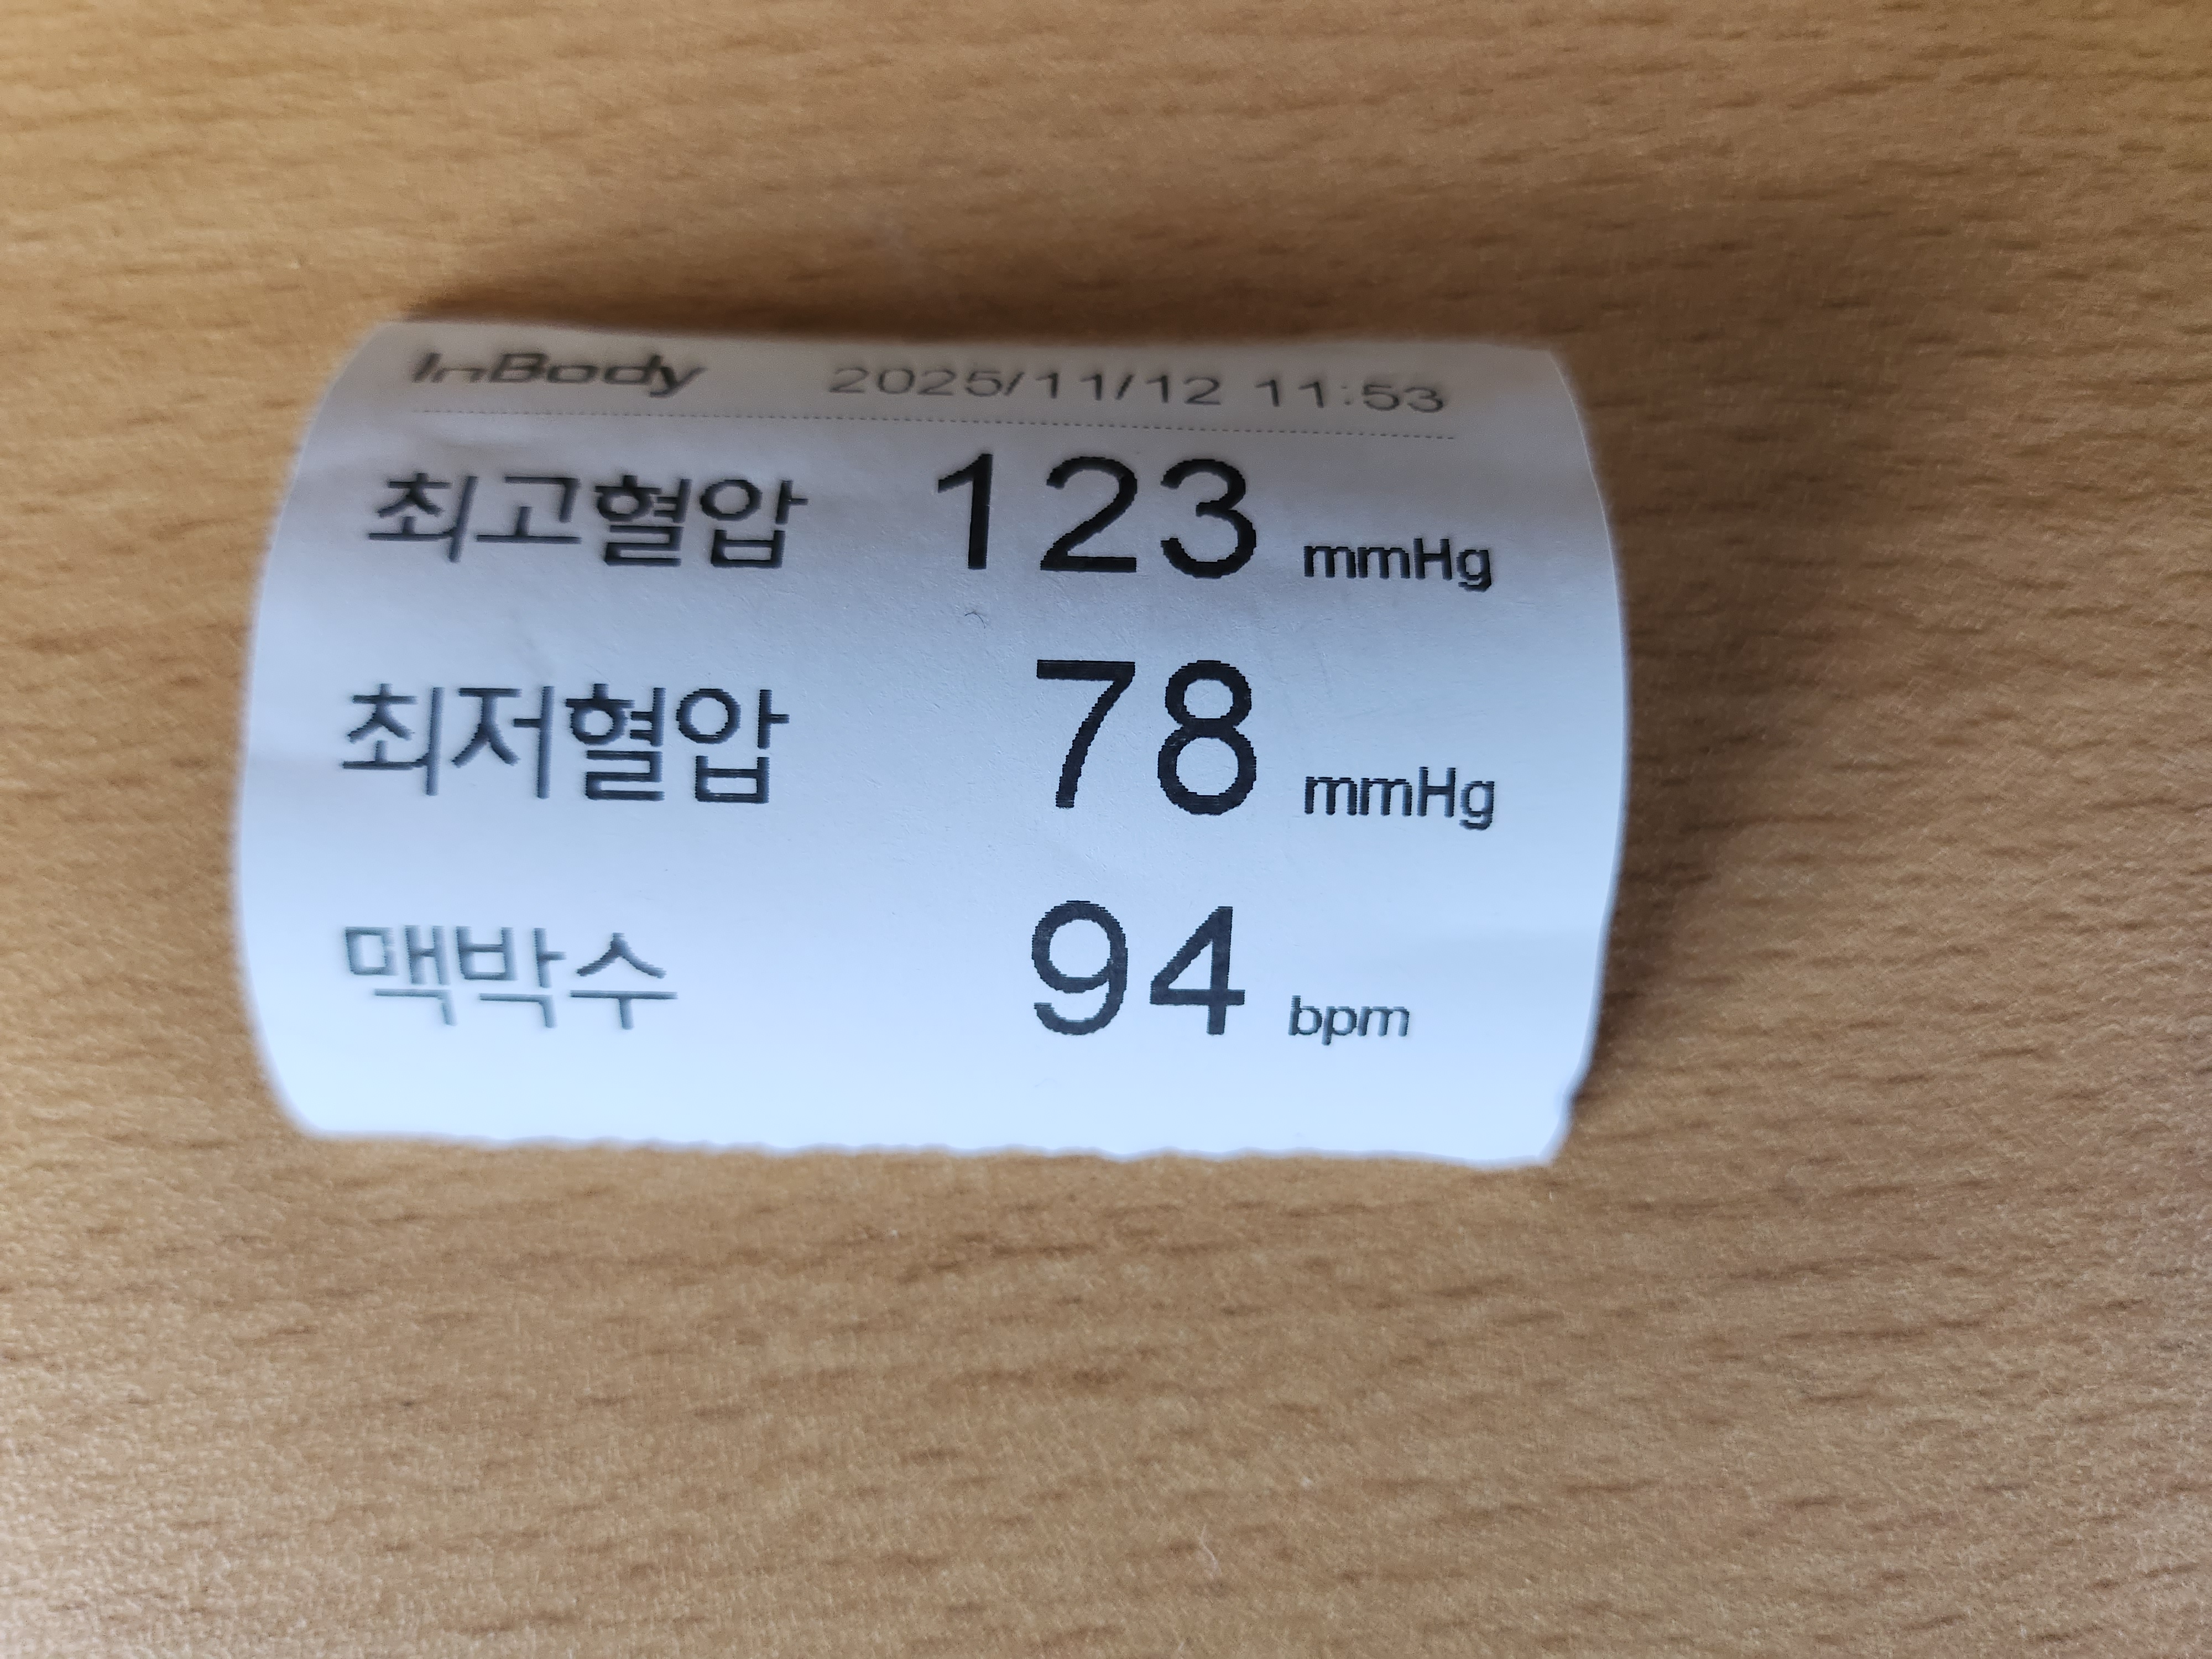 InBody 2025/11/12 11:53
최고혈압 123 mmHg
최저혈압 78 mmHg
맥박수 94 bpm